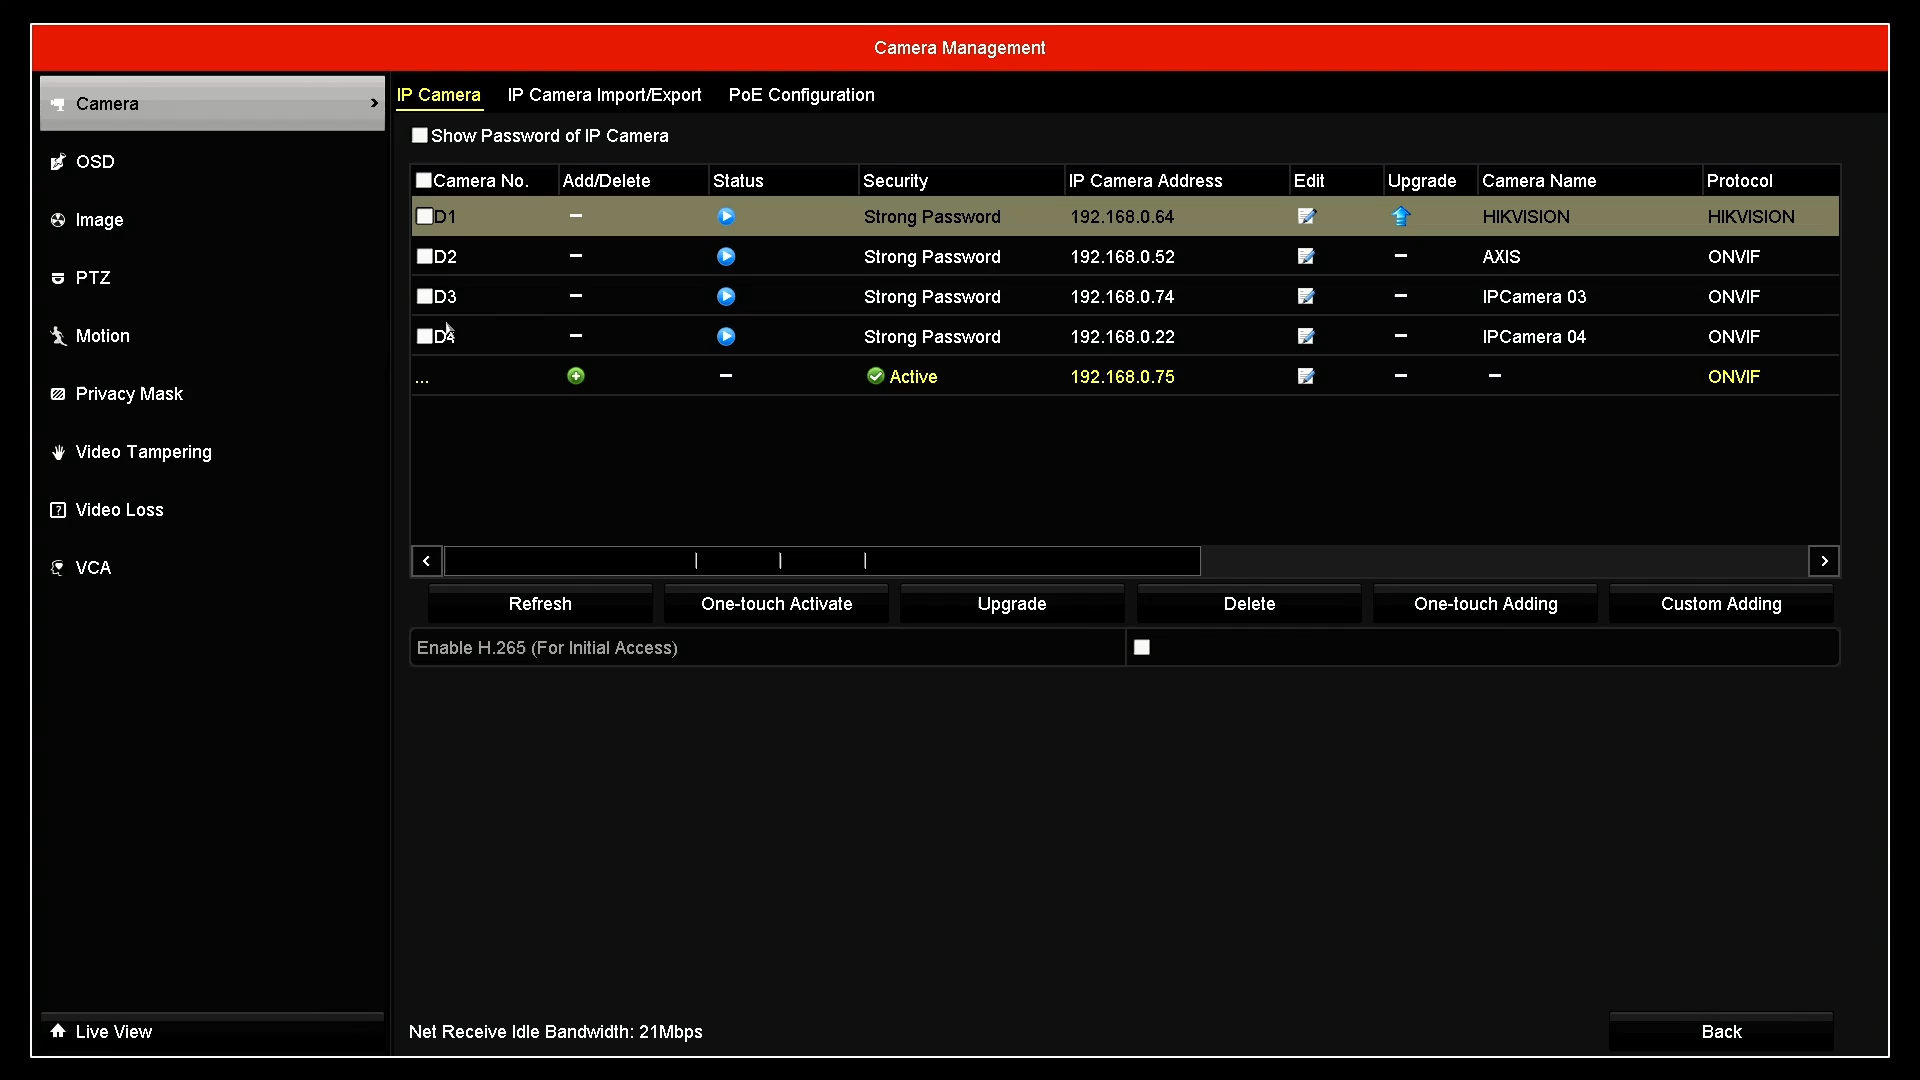 Camera Management
Camera
OSD
Image
PTZ
Motion
Privacy Mask
Video Tampering
Video Loss
VCA
Live View
IP Camera IP Camera Import/Export PoE Configuration
Show Password of IP Camera
Camera No. Add/Delete Status Security IP Camera Address Edit Upgrade Camera Name Protocol
D1 Strong Password 192.168.0.64 HIKVISION HIKVISION
D2 Strong Password 192.168.0.52 AXIS ONVIF
D3 Strong Password 192.168.0.74 IPCamera 03 ONVIF
D4 Strong Password 192.168.0.22 IPCamera 04 ONVIF
... Active 192.168.0.75 ONVIF
Refresh One-touch Activate Upgrade Delete One-touch Adding Custom Adding
Enable H.265 (For Initial Access)
Net Receive Idle Bandwidth: 21Mbps
Back